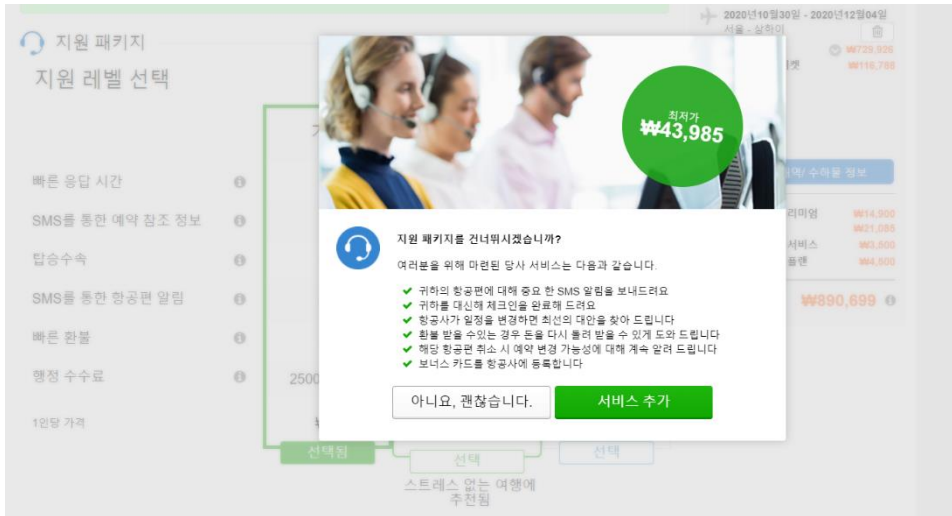 2020년10월30일 - 2020년12월04일
서울 - 상하이
지원 패키지
지원 레벨 선택
₩729,926
₩116,788
최저가
₩43,985
빠른 응답 시간
수하물 정보
SMS를 통한 예약 참조 정보
₩14,900
₩21,085
탑승수속
서비스 ₩3,500
플랜 ₩4,500
SMS를 통한 항공편 알림
₩890,699
빠른 환불
행정 수수료
2500
1인당 가격
지원 패키지를 건너뛰시겠습니까?
여러분을 위해 마련된 당사 서비스는 다음과 같습니다.
귀하의 항공편에 대해 중요 한 SMS 알림을 보내드려요
귀하를 대신해 체크인을 완료해 드려요
항공사가 일정을 변경하면 최선의 대안을 찾아 드립니다
환불 받을 수있는 경우 돈을 다시 돌려 받을 수 있게 도와 드립니다
해당 항공편 취소 시 예약 변경 가능성에 대해 계속 알려 드립니다
보너스 카드를 항공사에 등록합니다
아니요, 괜찮습니다.
서비스 추가
선택됨
선택
선택
스트레스 없는 여행에
추천됨